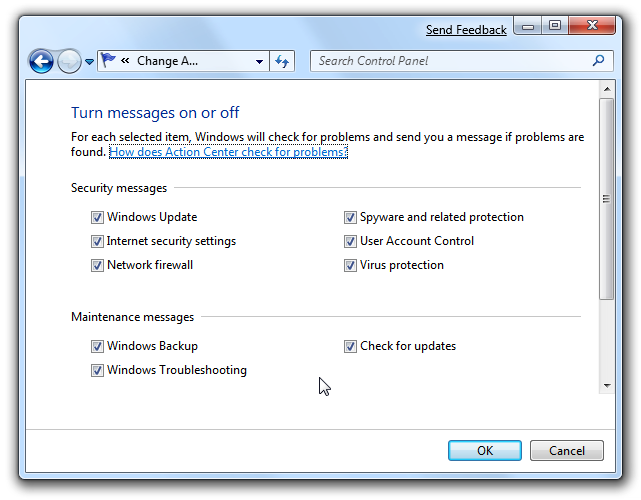 Send Feedback
« Change A...
Search Control Panel
Turn messages on or off
For each selected item, Windows will check for problems and send you a message if problems are
found. How does Action Center check for problems?
Security messages
Windows Update Spyware and related protection
Internet security settings User Account Control
Network firewall Virus protection
Maintenance messages
Windows Backup Check for updates
Windows Troubleshooting
OK Cancel